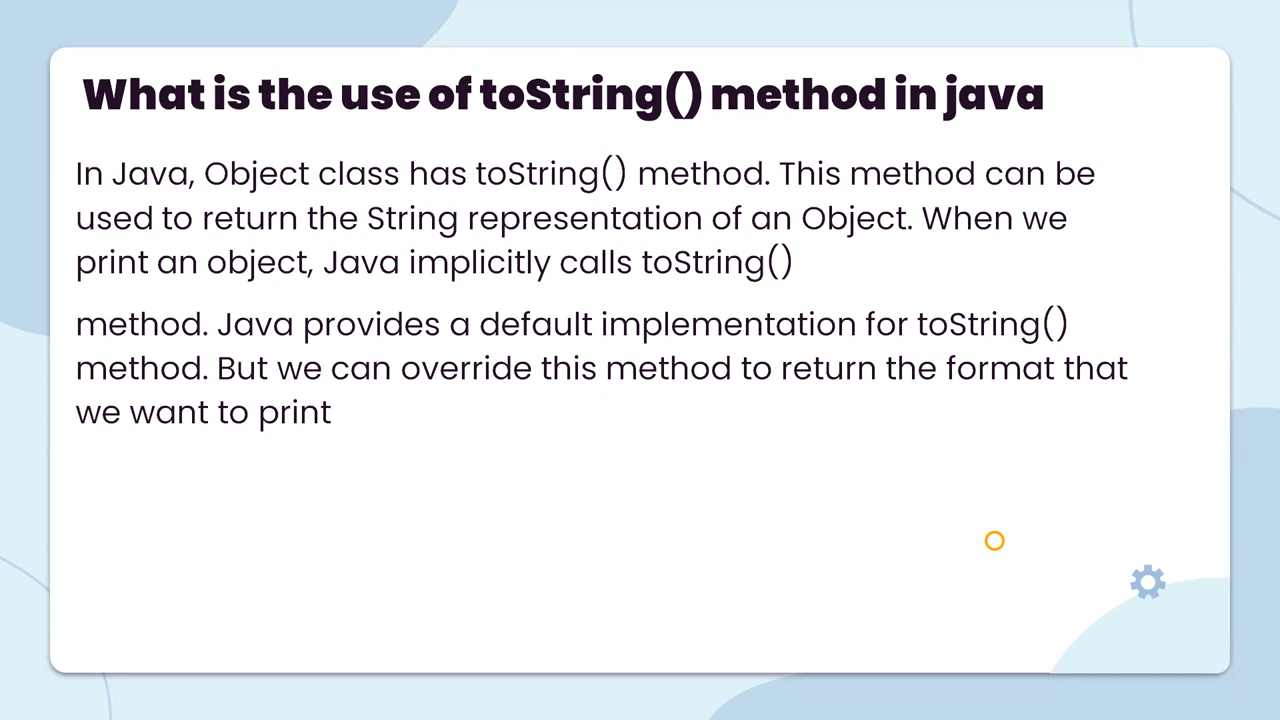 What is the use of toString() method in java
In Java, Object class has toString() method. This method can be
used to return the String representation of an Object. When we
print an object, Java implicitly calls toString()
method. Java provides a default implementation for toString()
method. But we can override this method to return the format that
we want to print